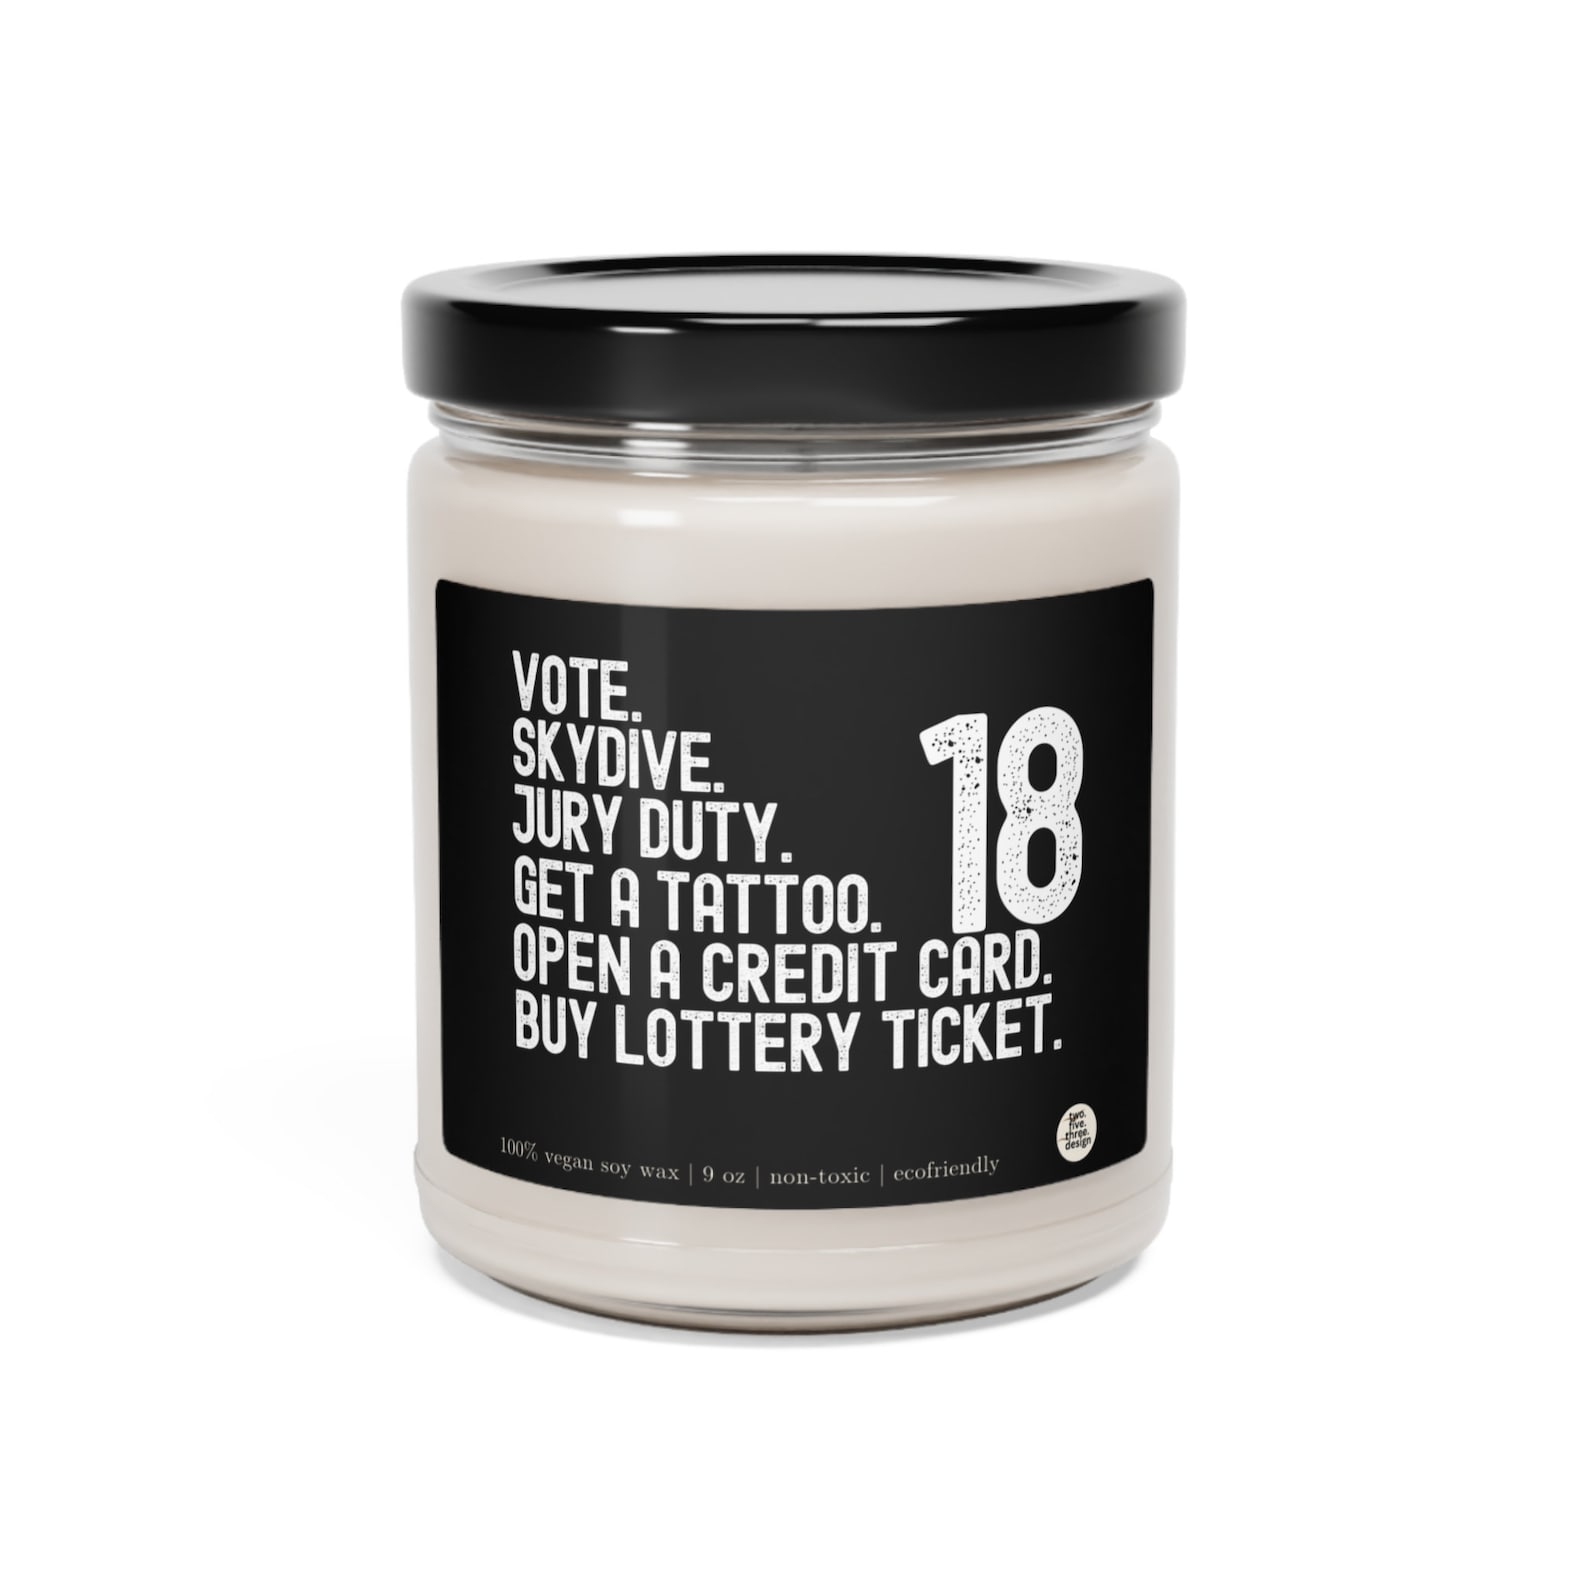 VOTE.
SKYDIVE.
JURY DUTY.
GET A TATTOO.
OPEN A CREDIT CARD.
BUY LOTTERY TICKET.
18
100% vegan soy wax | 9 oz | non-toxic | ecofriendly
two.
five.
three.
design